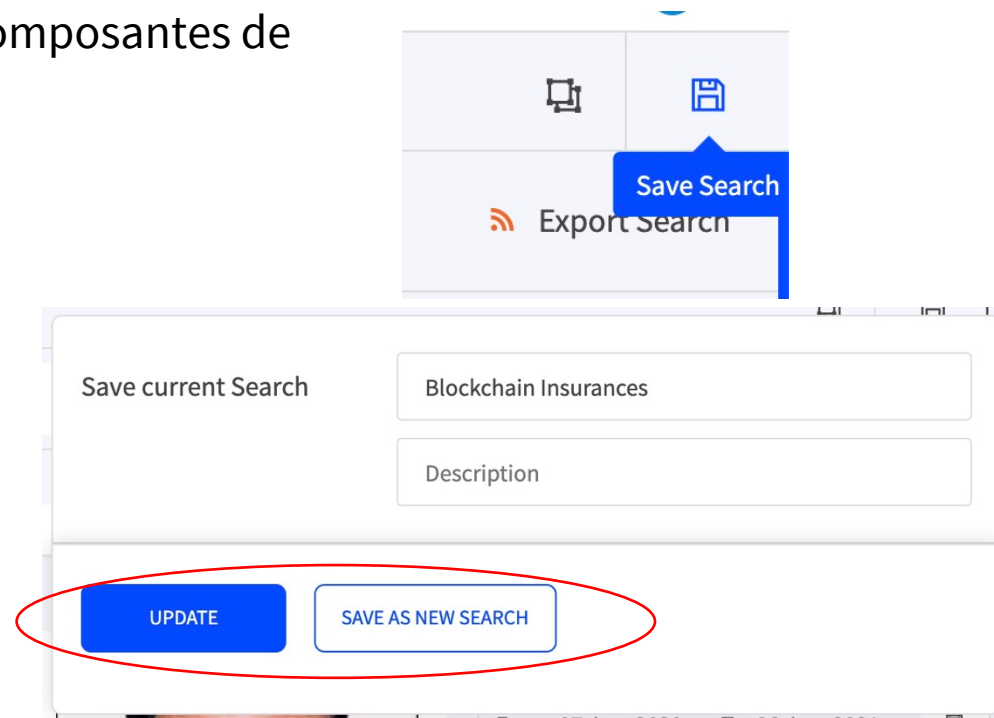 omposantes de
Save Search
Export Search
Save current Search
Blockchain Insurances
Description
UPDATE
SAVE AS NEW SEARCH